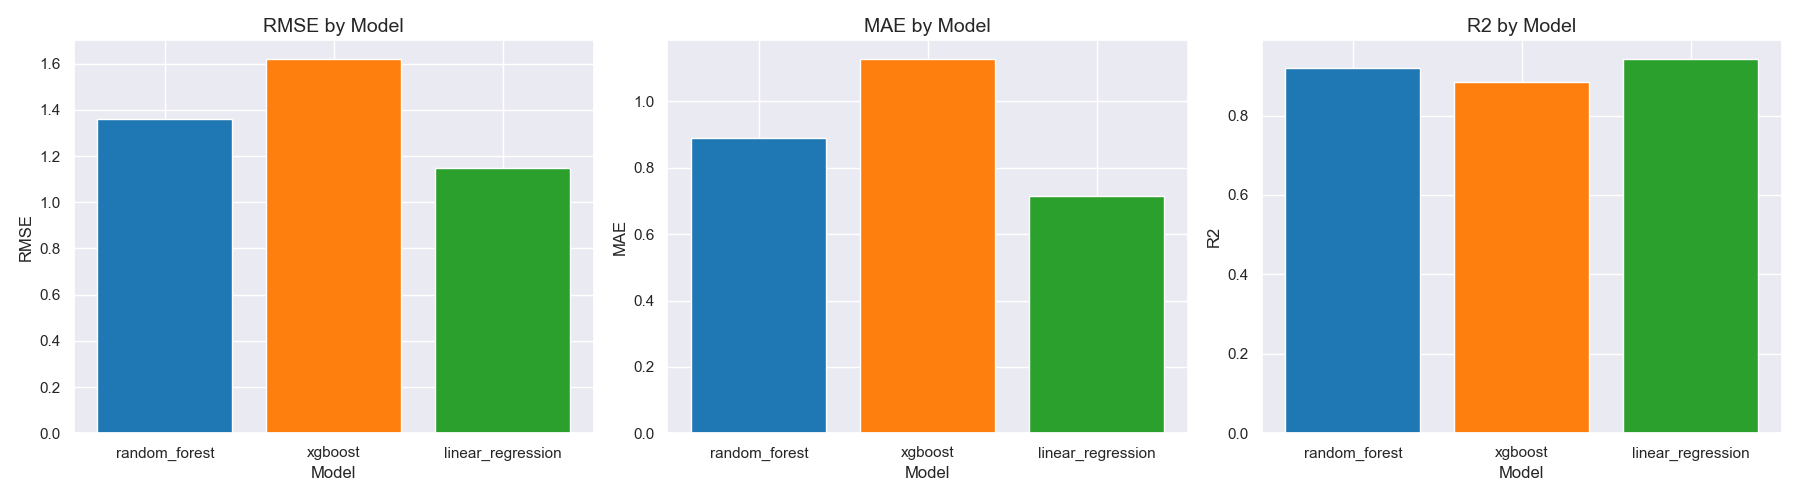 RMSE by Model
RMSE
1.6
1.4
1.2
1.0
0.8
0.6
0.4
0.2
0.0
random_forest
xgboost
linear_regression
Model
MAE by Model
MAE
1.0
0.8
0.6
0.4
0.2
0.0
random_forest
xgboost
linear_regression
Model
R2 by Model
R2
0.8
0.6
0.4
0.2
0.0
random_forest
xgboost
linear_regression
Model